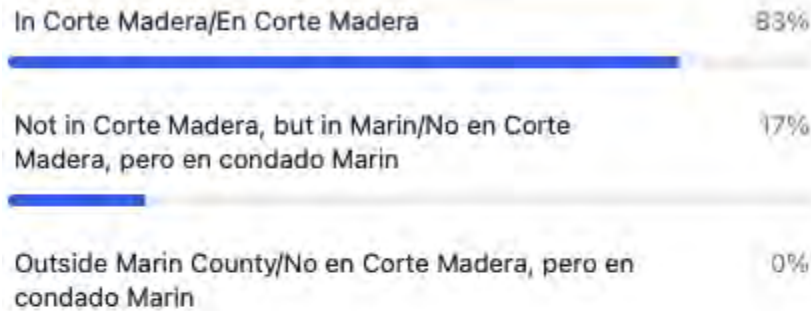 In Corte Madera/En Corte Madera 83%
Not in Corte Madera, but in Marin/No en Corte 17%
Madera, pero en condado Marin
Outside Marin County/No en Corte Madera, pero en 0%
condado Marin